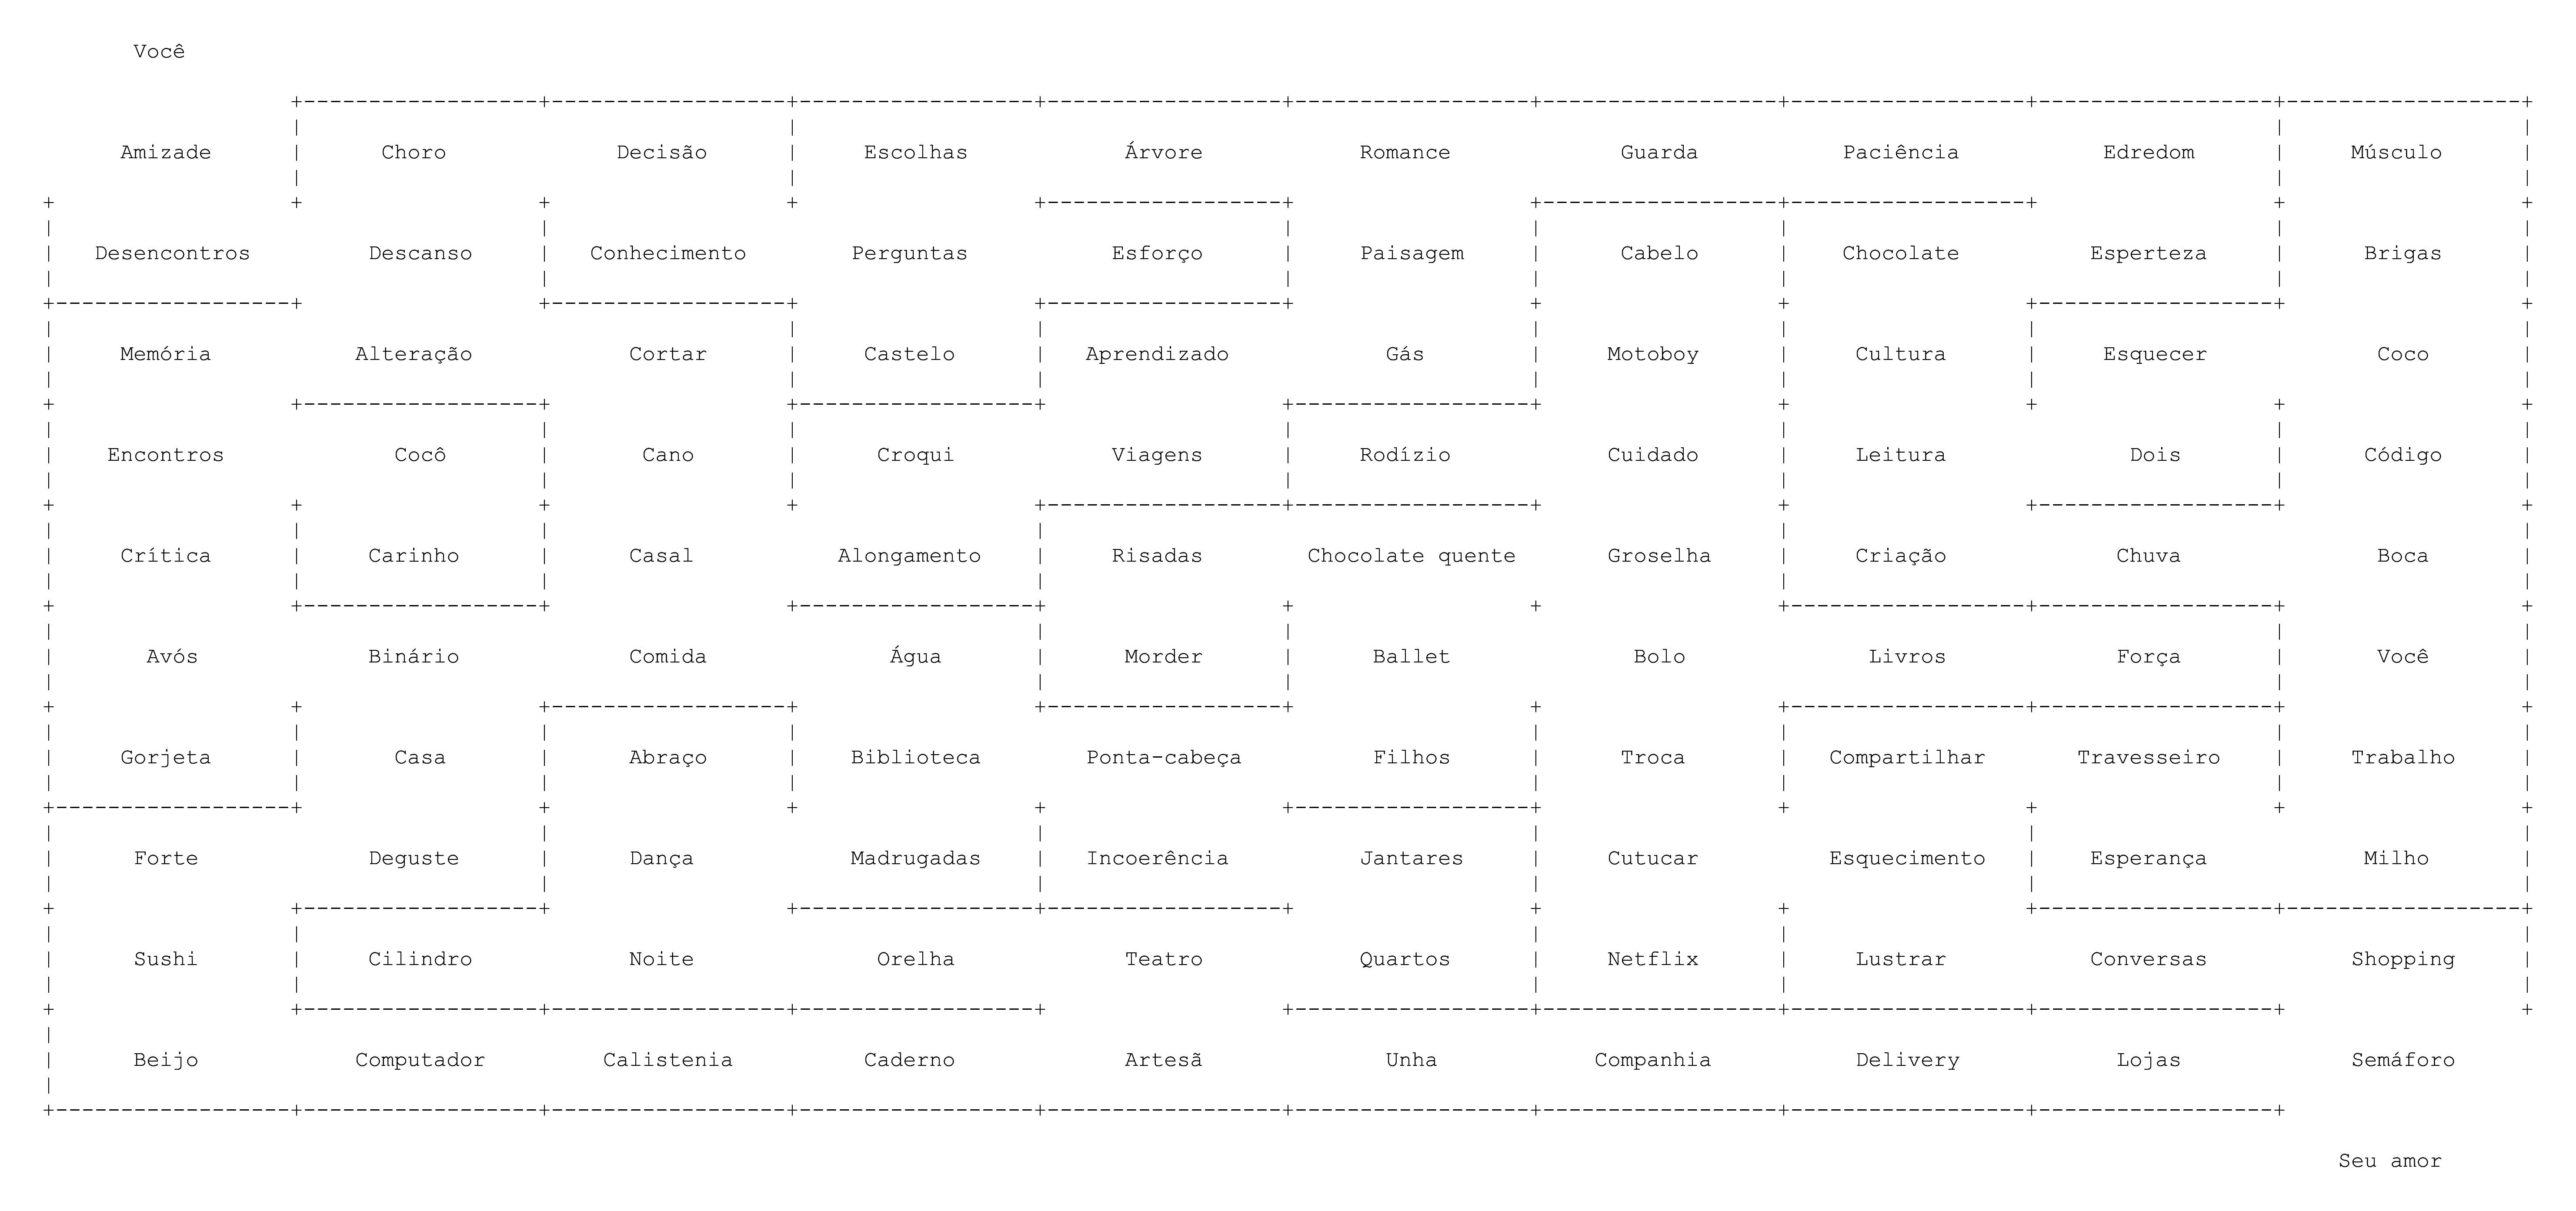 Você
Amizade Choro Decisão Escolhas Árvore Romance Guarda Paciência Edredom Músculo
Desencontros Descanso Conhecimento Perguntas Esforço Paisagem Cabelo Chocolate Esperteza Brigas
Memória Alteração Cortar Castelo Aprendizado Gás Motoboy Cultura Esquecer Coco
Encontros Cocô Cano Croqui Viagens Rodízio Cuidado Leitura Dois Código
Crítica Carinho Casal Alongamento Risadas Chocolate quente Groselha Criação Chuva Boca
Avós Binário Comida Água Morder Ballet Bolo Livros Força Você
Gorjeta Casa Abraço Biblioteca Ponta-cabeça Filhos Troca Compartilhar Travesseiro Trabalho
Forte Deguste Dança Madrugadas Incoerência Jantares Cutucar Esquecimento Esperança Milho
Sushi Cilindro Noite Orelha Teatro Quartos Netflix Lustrar Conversas Shopping
Beijo Computador Calistenia Caderno Artesã Unha Companhia Delivery Lojas Semáforo
Seu amor